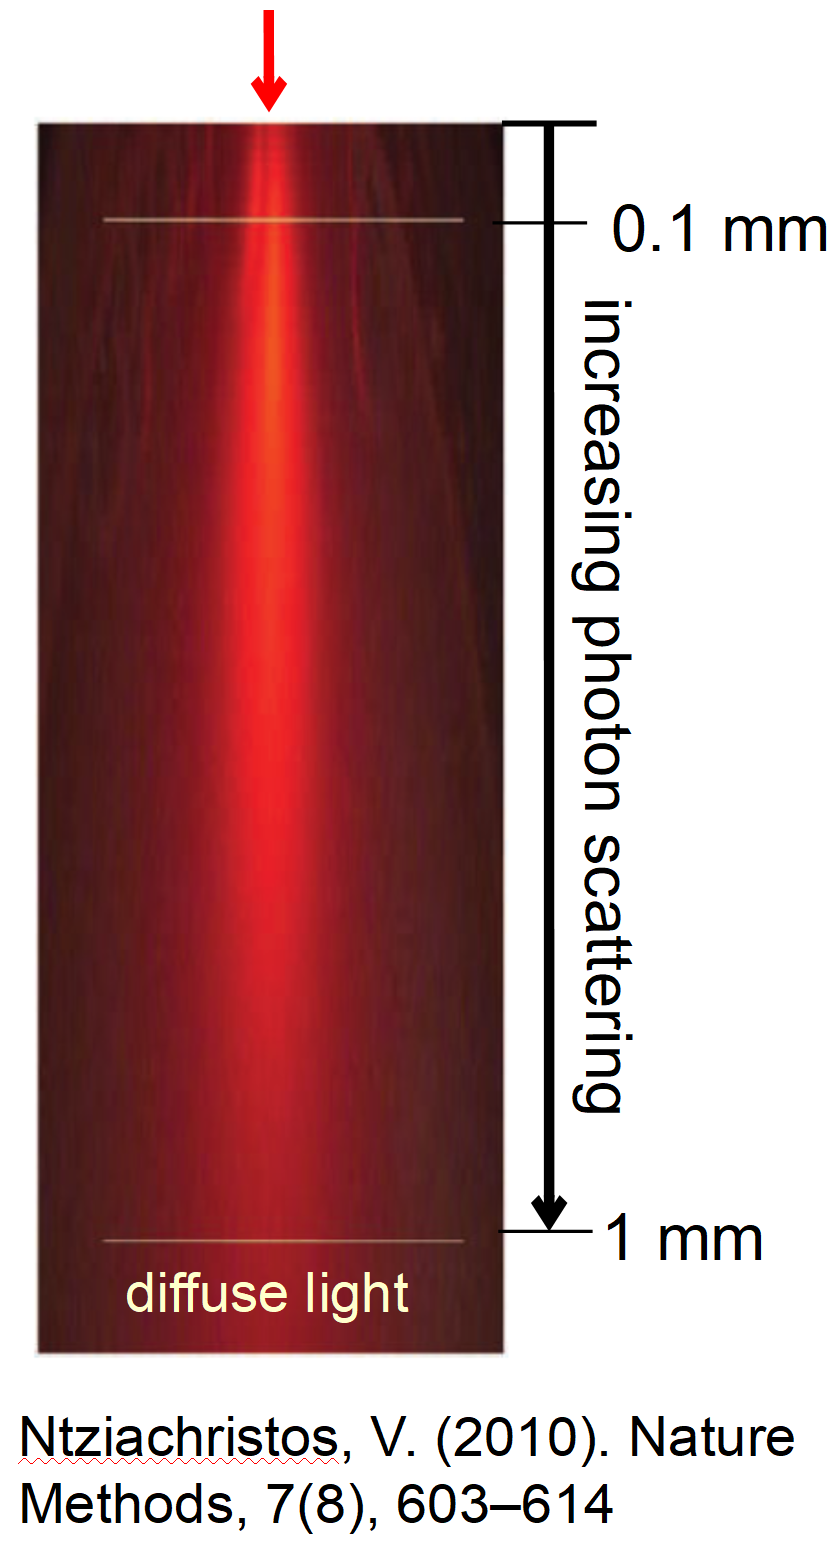 0.1 mm
increasing photon scattering
1 mm
diffuse light
Ntziachristos, V. (2010). Nature
Methods, 7(8), 603–614